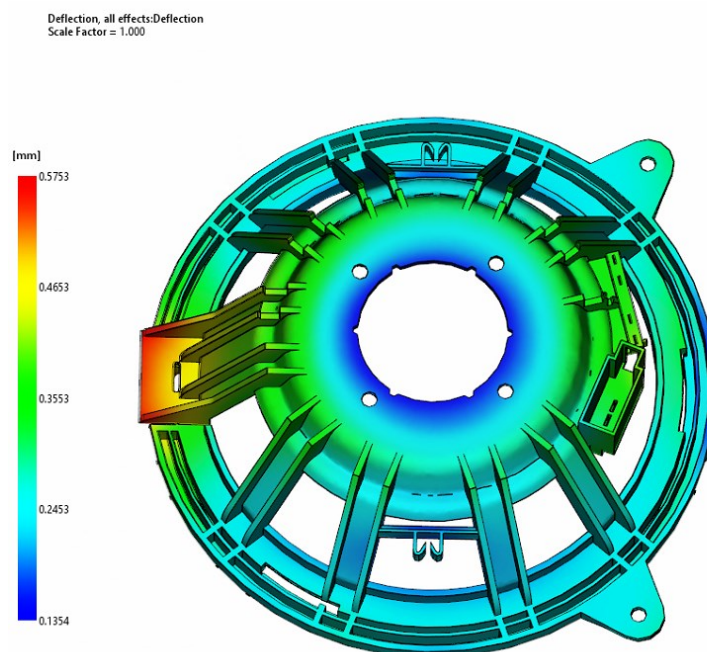 Deflection, all effects:Deflection
Scale Factor = 1.000
[mm]
0.5753
0.4653
0.3553
0.2453
0.1354